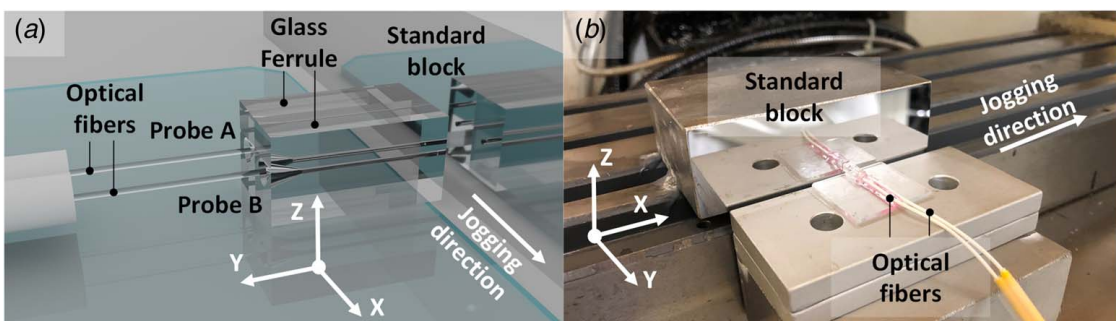 (a)
Glass
Ferrule
Standard
block
Optical
fibers
Probe A
Probe B
Z
Y
X
Jogging
direction
(b)
Standard
block
Jogging
direction
Z
X
Y
Optical
fibers